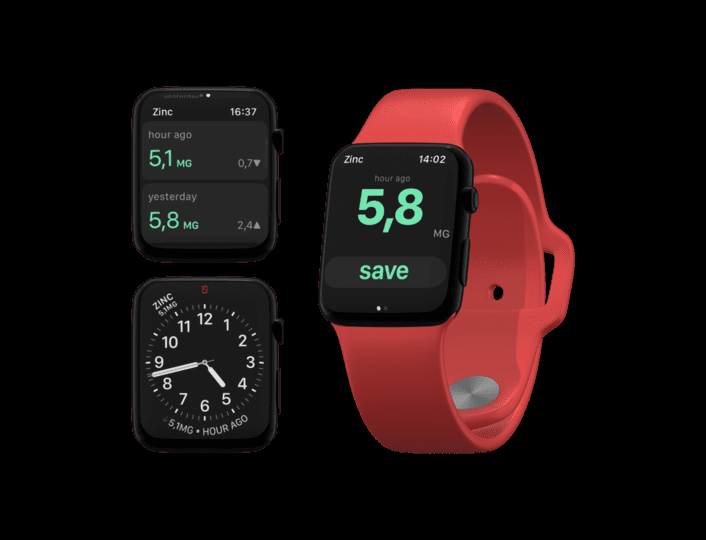 Zinc 16:37
hour ago
5,1 MG 0,7▼
yesterday
5,8 MG 2,4▲
ZINC
5,1MG
12
11 1
10 2
9 3
8 4
7 5
6
5,1MG • HOUR AGO
Zinc 14:02
hour ago
5,8
MG
save